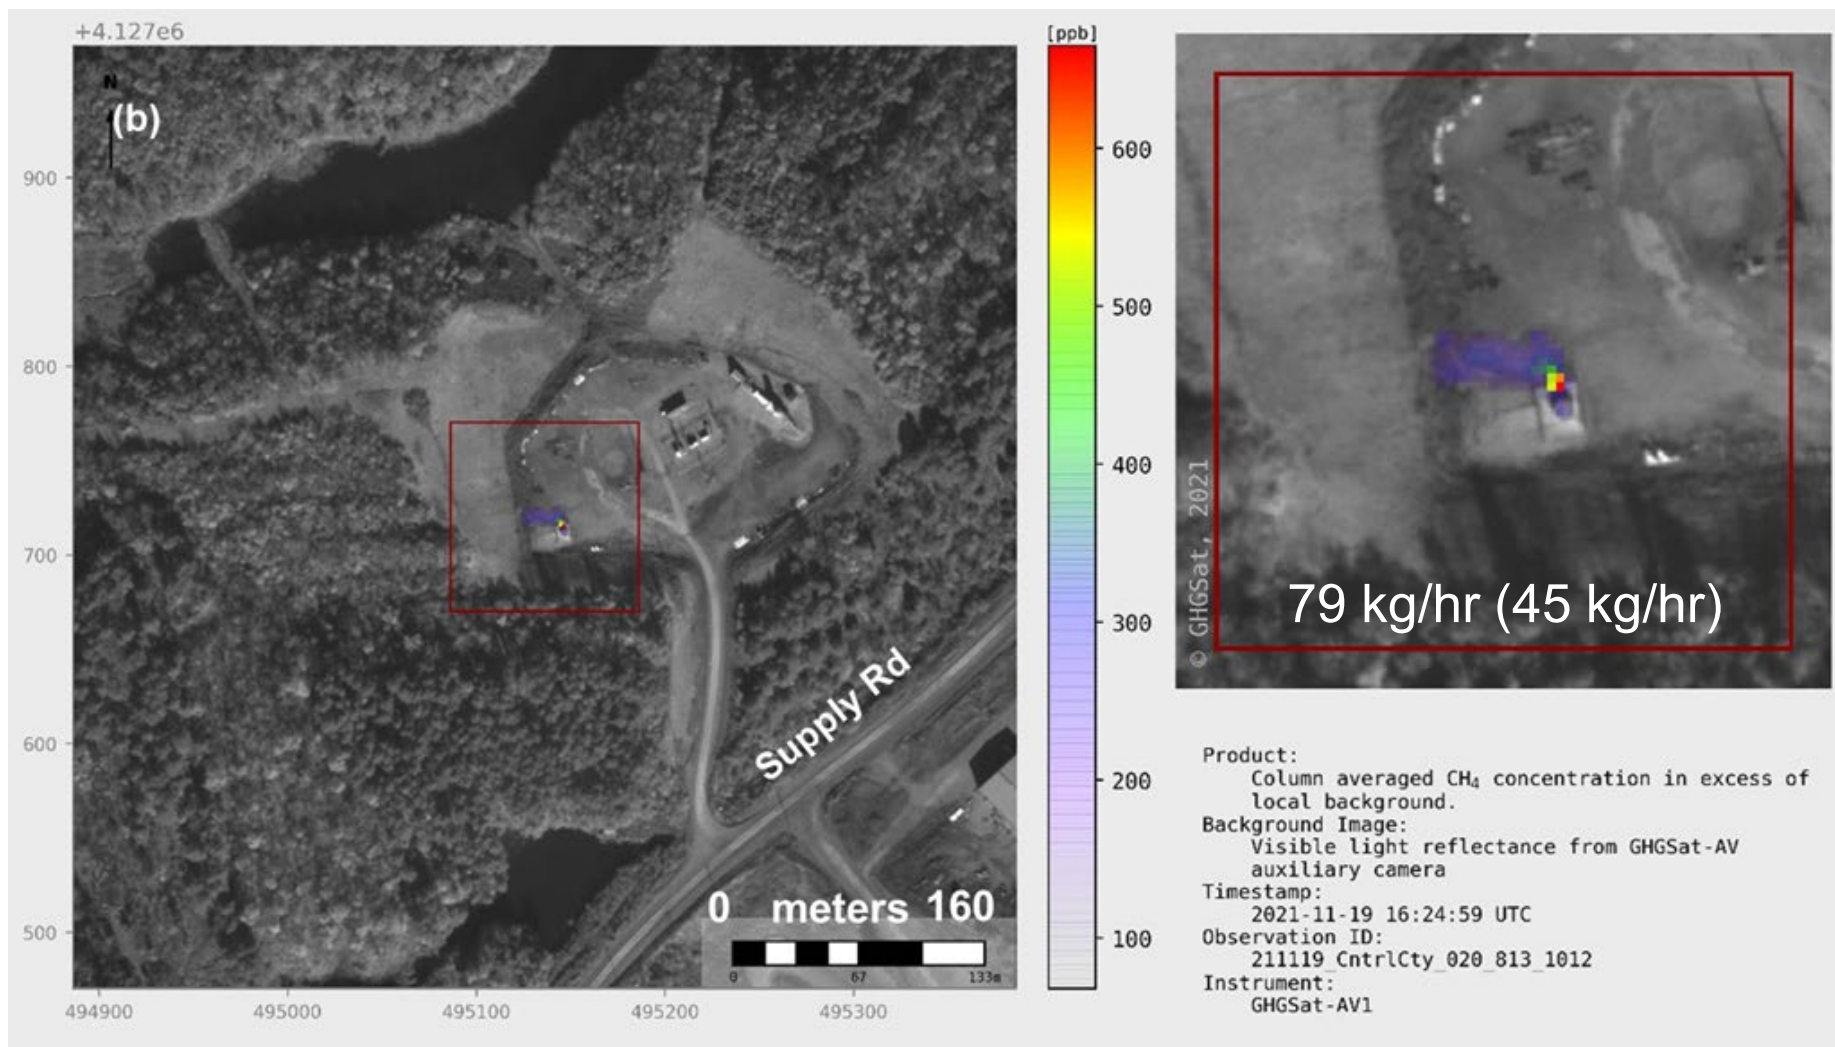 +4.127e6
N
(b)
900
800
700
600
500
494900
495000
495100
495200
495300
Supply Rd
0 meters 160
0
67
133m
[ppb]
600
500
400
300
200
100
© GHGSat, 2021
79 kg/hr (45 kg/hr)
Product:
Column averaged CH₄ concentration in excess of
local background.
Background Image:
Visible light reflectance from GHGSat-AV
auxiliary camera
Timestamp:
2021-11-19 16:24:59 UTC
Observation ID:
211119_CntrlCty_020_813_1012
Instrument:
GHGSat-AV1